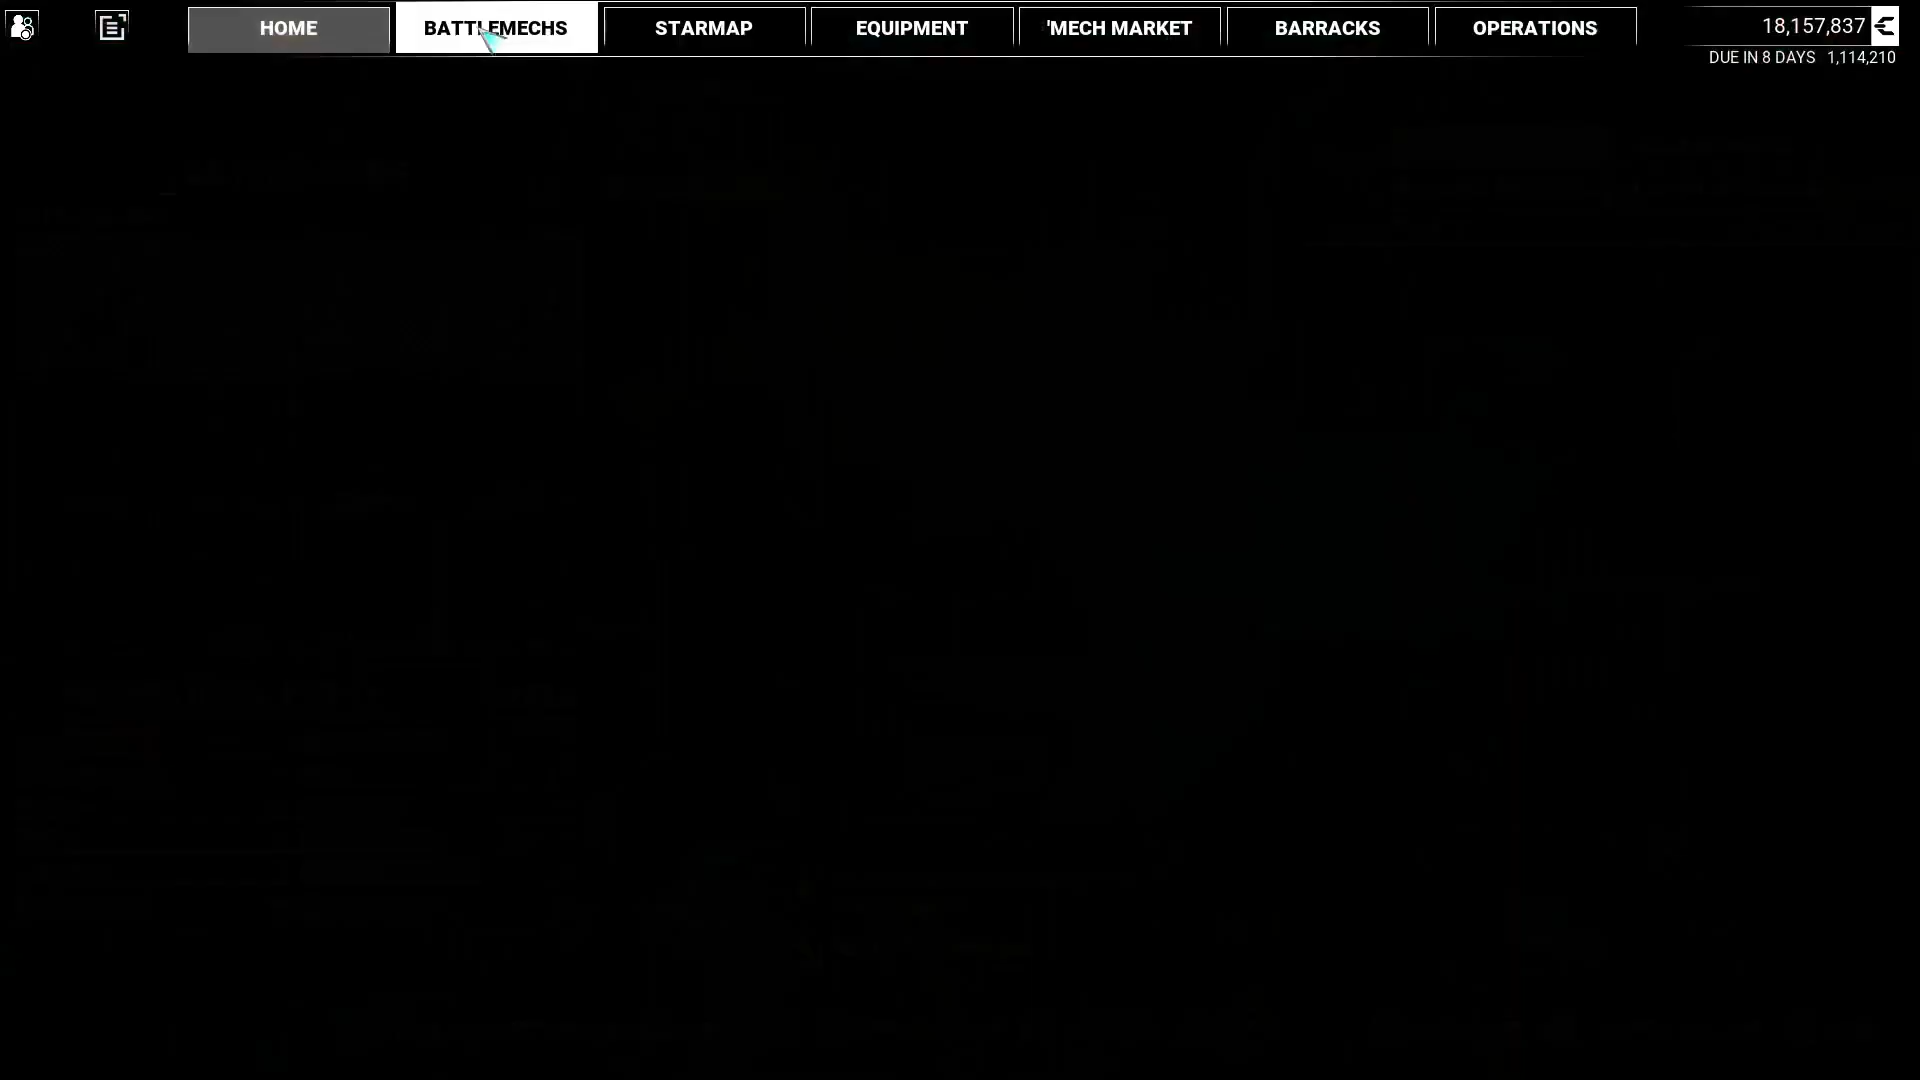 HOME
BATTLEMECHS
STARMAP
EQUIPMENT
'MECH MARKET
BARRACKS
OPERATIONS
18,157,837
DUE IN 8 DAYS 1,114,210